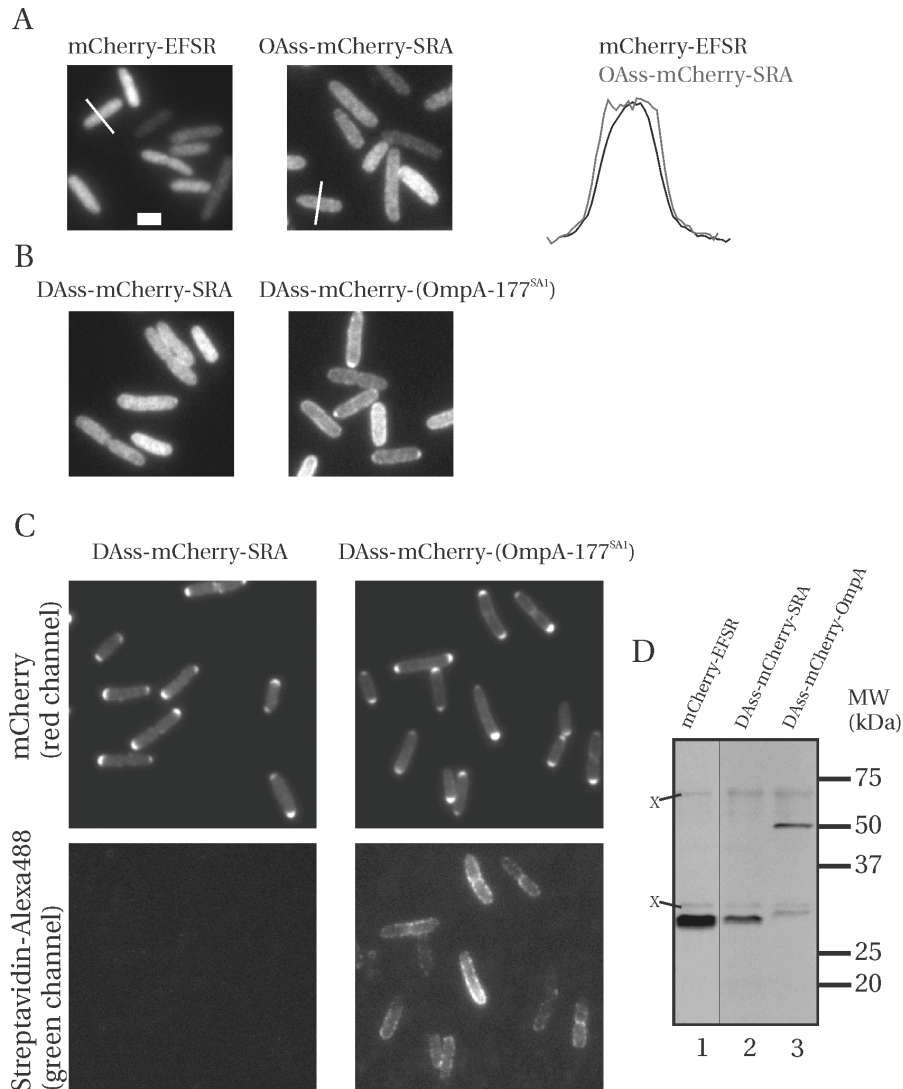 A
mCherry-EFSR
OAss-mCherry-SRA
mCherry-EFSR
OAss-mCherry-SRA
B
DAss-mCherry-SRA
DAss-mCherry-(OmpA-177SA1)
C
DAss-mCherry-SRA
DAss-mCherry-(OmpA-177SA1)
mCherry
(red channel)
Streptavidin-Alexa488
(green channel)
D
mCherry-EFSR
DAss-mCherry-SRA
DAss-mCherry-OmpA
MW
(kDa)
X
75
50
37
X
25
20
1 2 3